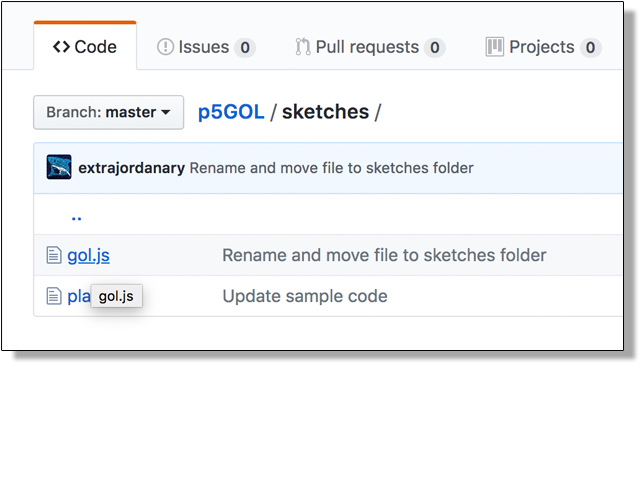 Code Issues 0 Pull requests 0 Projects 0
Branch: master p5GOL / sketches /
extrajordanary Rename and move file to sketches folder
..
gol.js Rename and move file to sketches folder
pla gol.js Update sample code